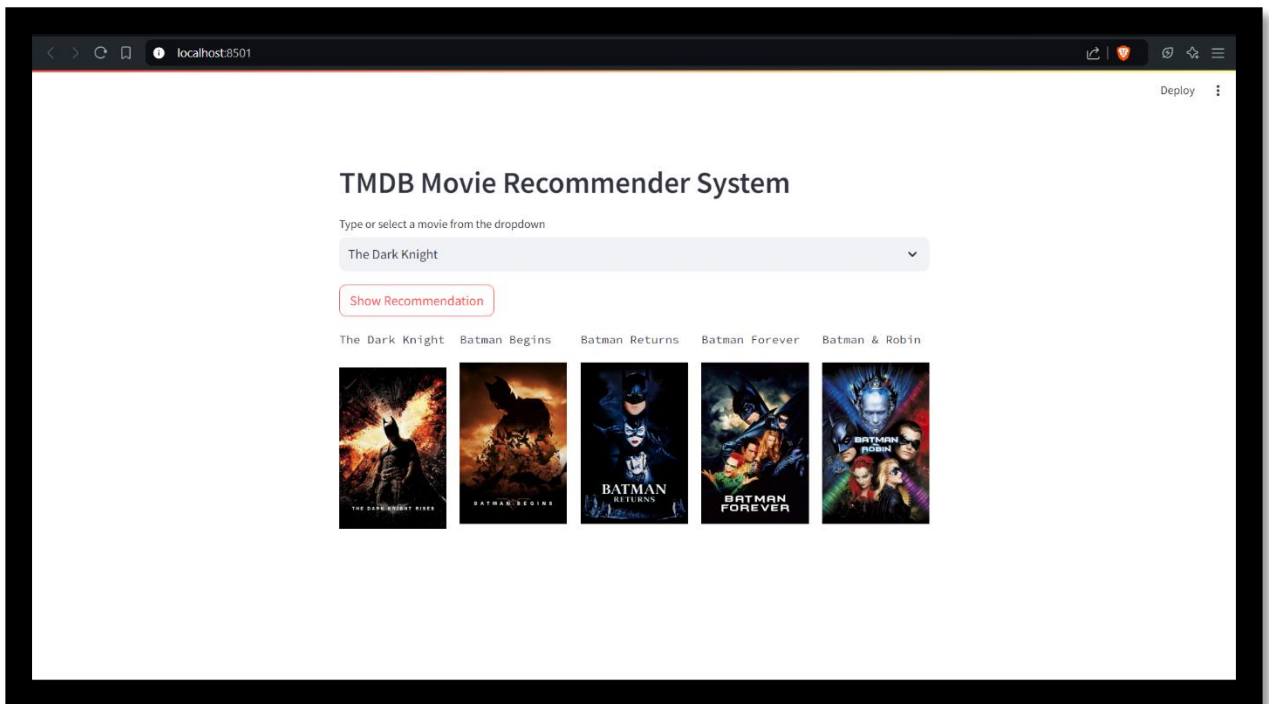 localhost:8501
Deploy
TMDB Movie Recommender System
Type or select a movie from the dropdown
The Dark Knight
Show Recommendation
The Dark Knight Batman Begins Batman Returns Batman Forever Batman & Robin
THE DARK KNIGHT RISES
BATMAN BEGINS
BATMAN
RETURNS
BATMAN
FOREVER
BATMAN
& ROBIN